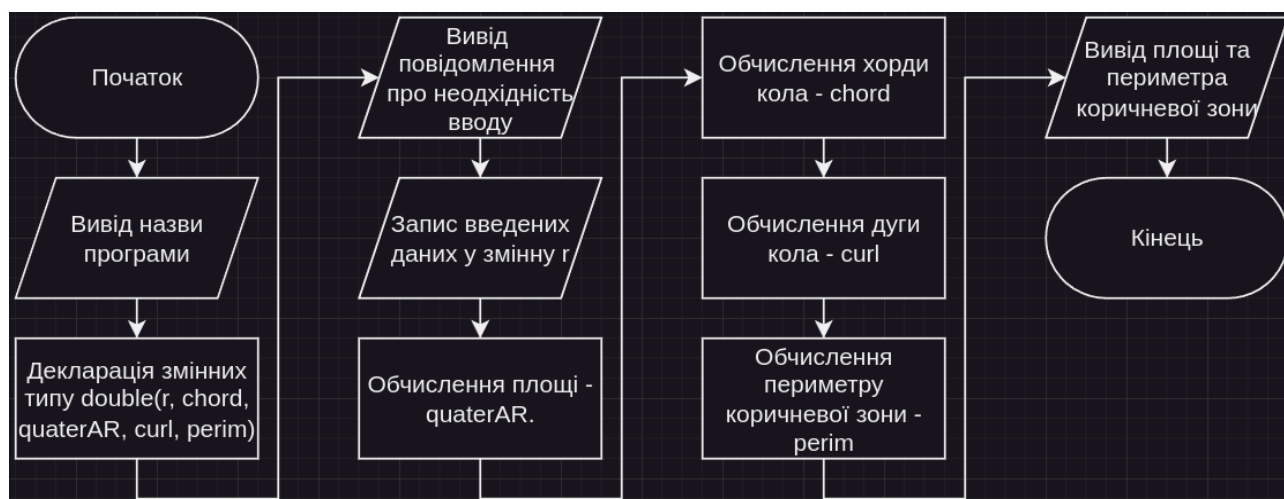 Початок
Вивід назви
програми
Декларація змінних
типу double(r, chord,
quaterAR, curl, perim)
Вивід
повідомлення
про неодхідність
вводу
Запис введених
даних у змінну r
Обчислення площі -
quaterAR.
Обчислення хорди
кола - chord
Обчислення дуги
кола - curl
Обчислення
периметру
коричневої зони -
perim
Вивід площі та
периметра
коричневої зони
Кінець